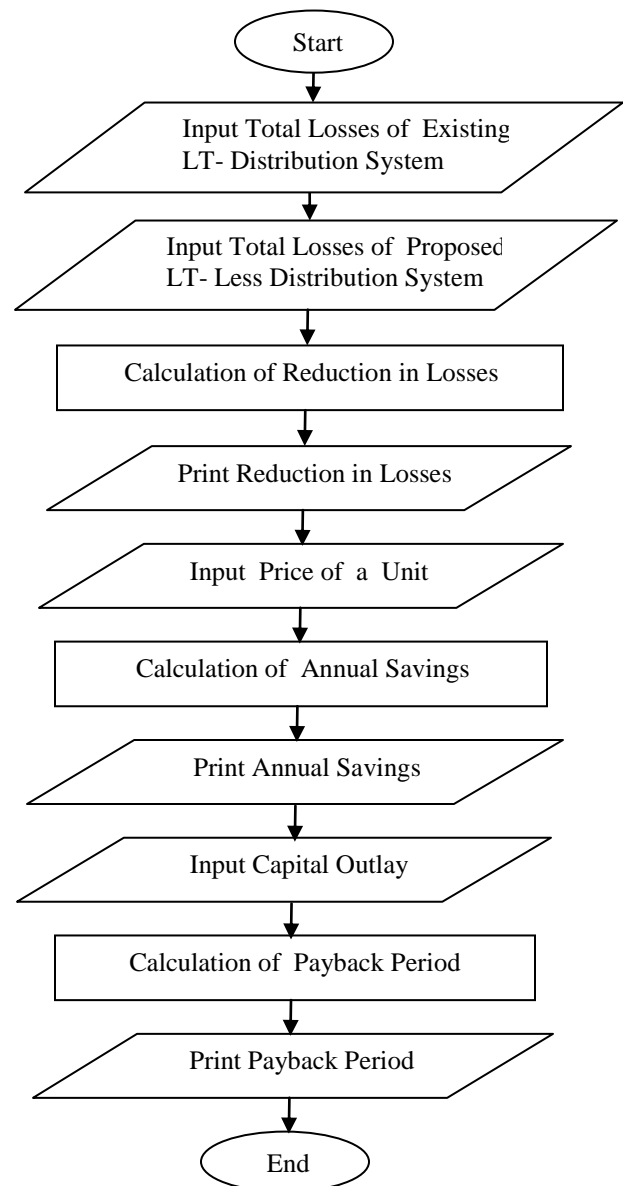 Start
Input Total Losses of Existing
LT- Distribution System
Input Total Losses of Proposed
LT- Less Distribution System
Calculation of Reduction in Losses
Print Reduction in Losses
Input Price of a Unit
Calculation of Annual Savings
Print Annual Savings
Input Capital Outlay
Calculation of Payback Period
Print Payback Period
End